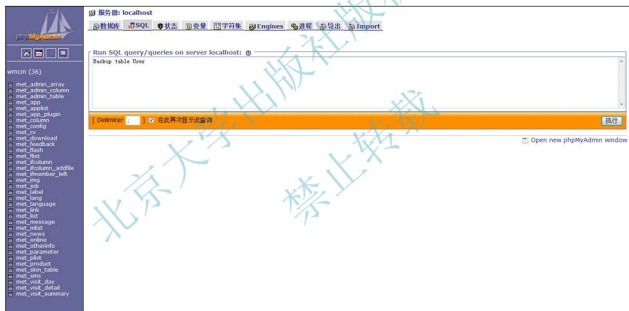 服务器: localhost
数据库 SQL 状态 变量 字符集 Engines 进程 导出 Import
phpMyAdmin
Run SQL query/queries on server localhost:
Backup table User
[ Delimiter ; ] 在此再次显示此查询
执行
Open new phpMyAdmin window
wmcm (36)
met_admin_array
met_admin_column
met_admin_table
met_app
met_applist
met_app_plugin
met_column
met_config
met_cv
met_download
met_feedback
met_flash
met_flist
met_ifcolumn
met_ifcolumn_addfile
met_ifmember_left
met_img
met_job
met_label
met_lang
met_language
met_link
met_list
met_message
met_mlist
met_news
met_online
met_otherinfo
met_parameter
met_plist
met_product
met_skin_table
met_sms
met_visit_day
met_visit_detail
met_visit_summary
北京大学出版社版权
禁止转载